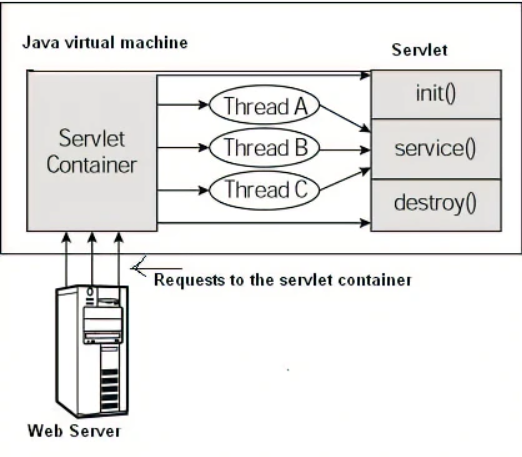 Java virtual machine
Servlet
init()
Thread A
Servlet
Container
Thread B
service()
Thread C
destroy()
Requests to the servlet container
Web Server